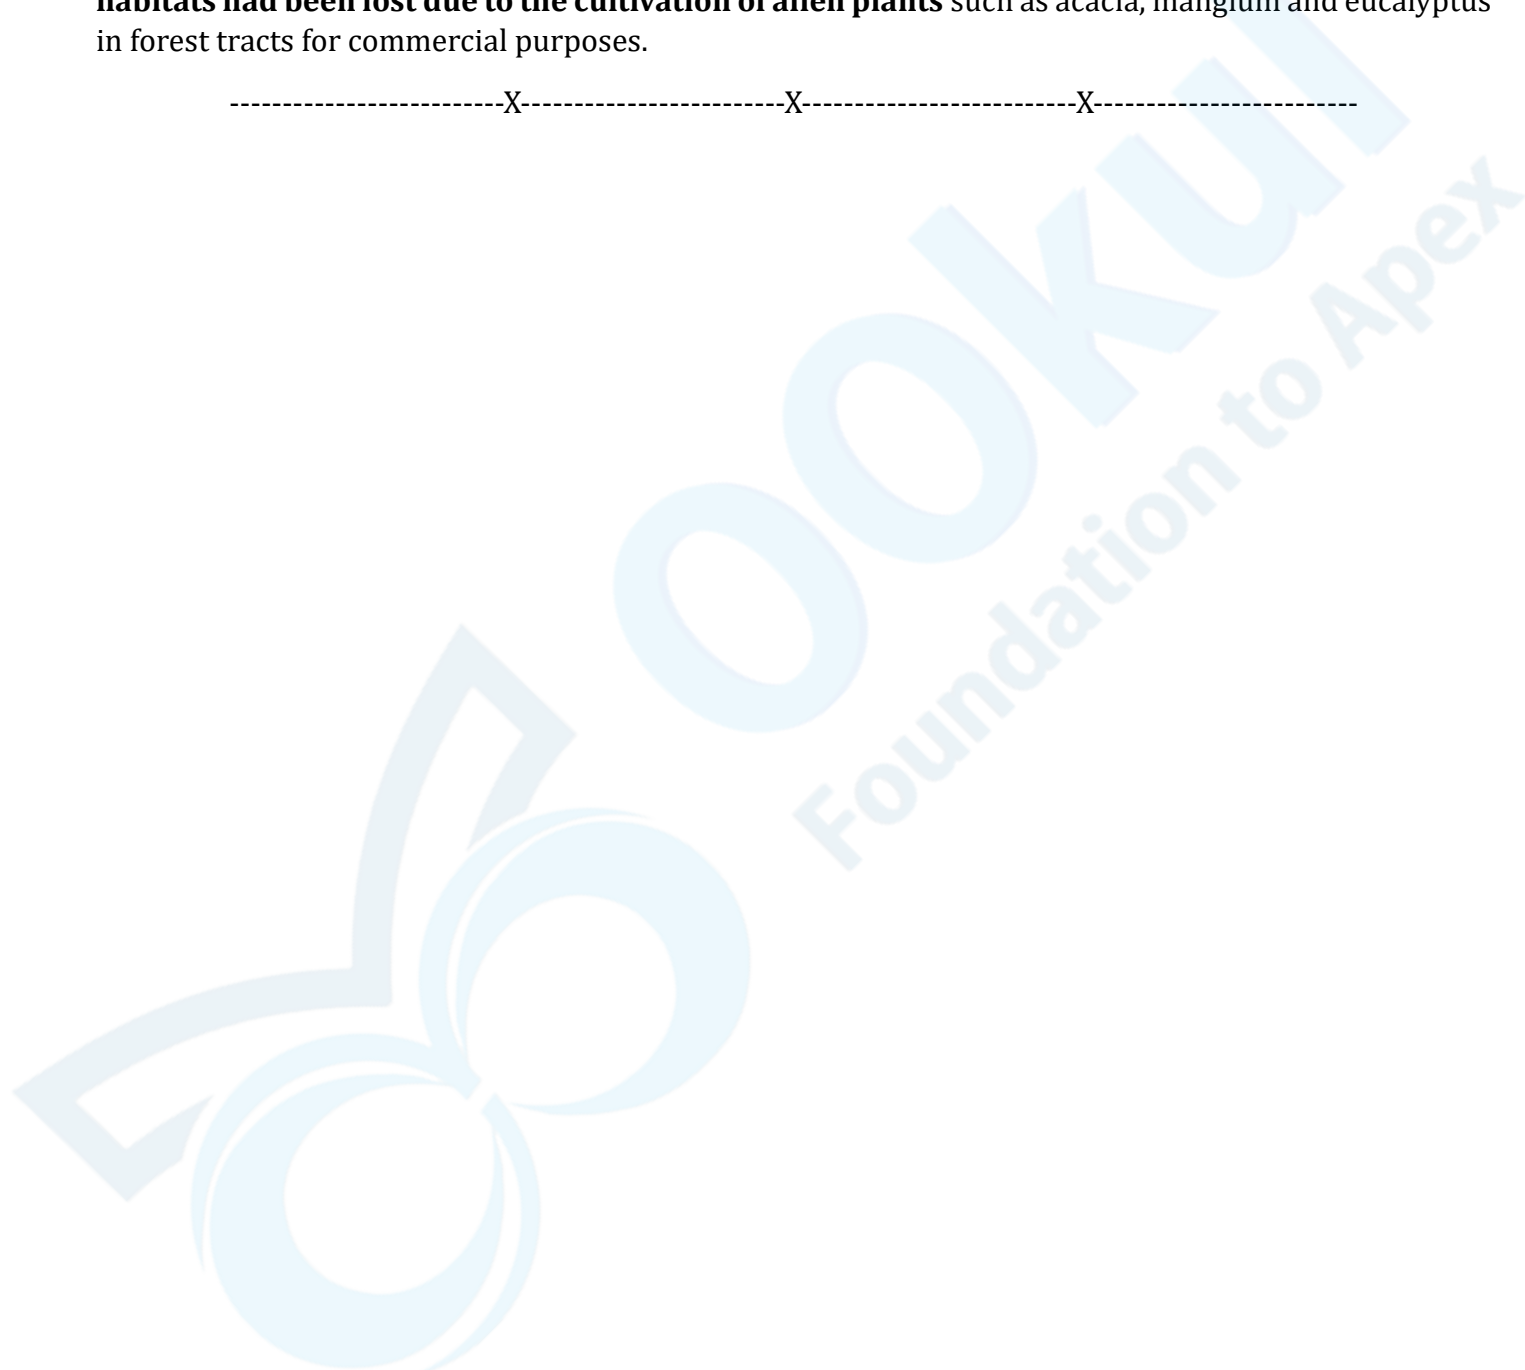 habitats had been lost due to the cultivation of alien plants such as acacia, mangium and eucalyptus
in forest tracts for commercial purposes.
--------------------------X-------------------------X--------------------------X-------------------------
OOkul
Foundation to Apex